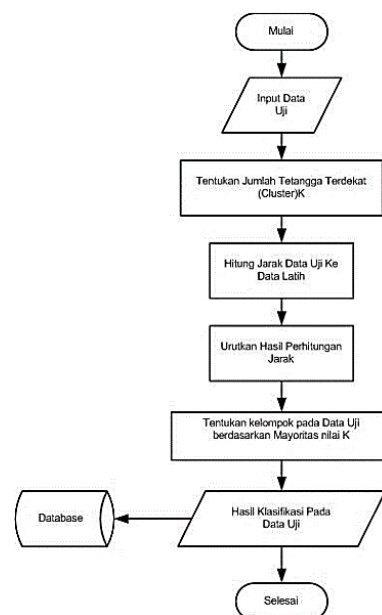 Mulai
Input Data
Uji
Tentukan Jumlah Tetangga Terdekat
(Cluster)K
Hitung Jarak Data Uji Ke
Data Latih
Urutkan Hasil Perhitungan
Jarak
Tentukan kelompok pada Data Uji
berdasarkan Mayoritas nilai K
Database
Hasil Klasifikasi Pada
Data Uji
Selesai